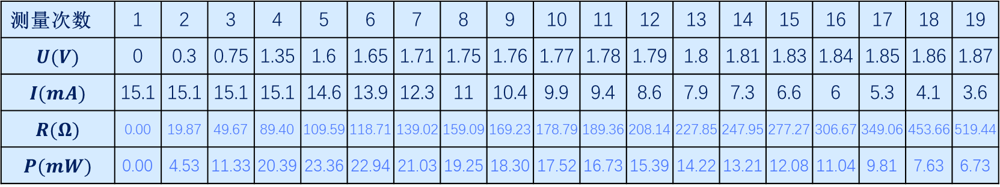 测量次数 1 2 3 4 5 6 7 8 9 10 11 12 13 14 15 16 17 18 19
U(V) 0 0.3 0.75 1.35 1.6 1.65 1.71 1.75 1.76 1.77 1.78 1.79 1.8 1.81 1.83 1.84 1.85 1.86 1.87
I(mA) 15.1 15.1 15.1 15.1 14.6 13.9 12.3 11 10.4 9.9 9.4 8.6 7.9 7.3 6.6 6 5.3 4.1 3.6
R(Ω) 0.00 19.87 49.67 89.40 109.59 118.71 139.02 159.09 169.23 178.79 189.36 208.14 227.85 247.95 277.27 306.67 349.06 453.66 519.44
P(mW) 0.00 4.53 11.33 20.39 23.36 22.94 21.03 19.25 18.30 17.52 16.73 15.39 14.22 13.21 12.08 11.04 9.81 7.63 6.73